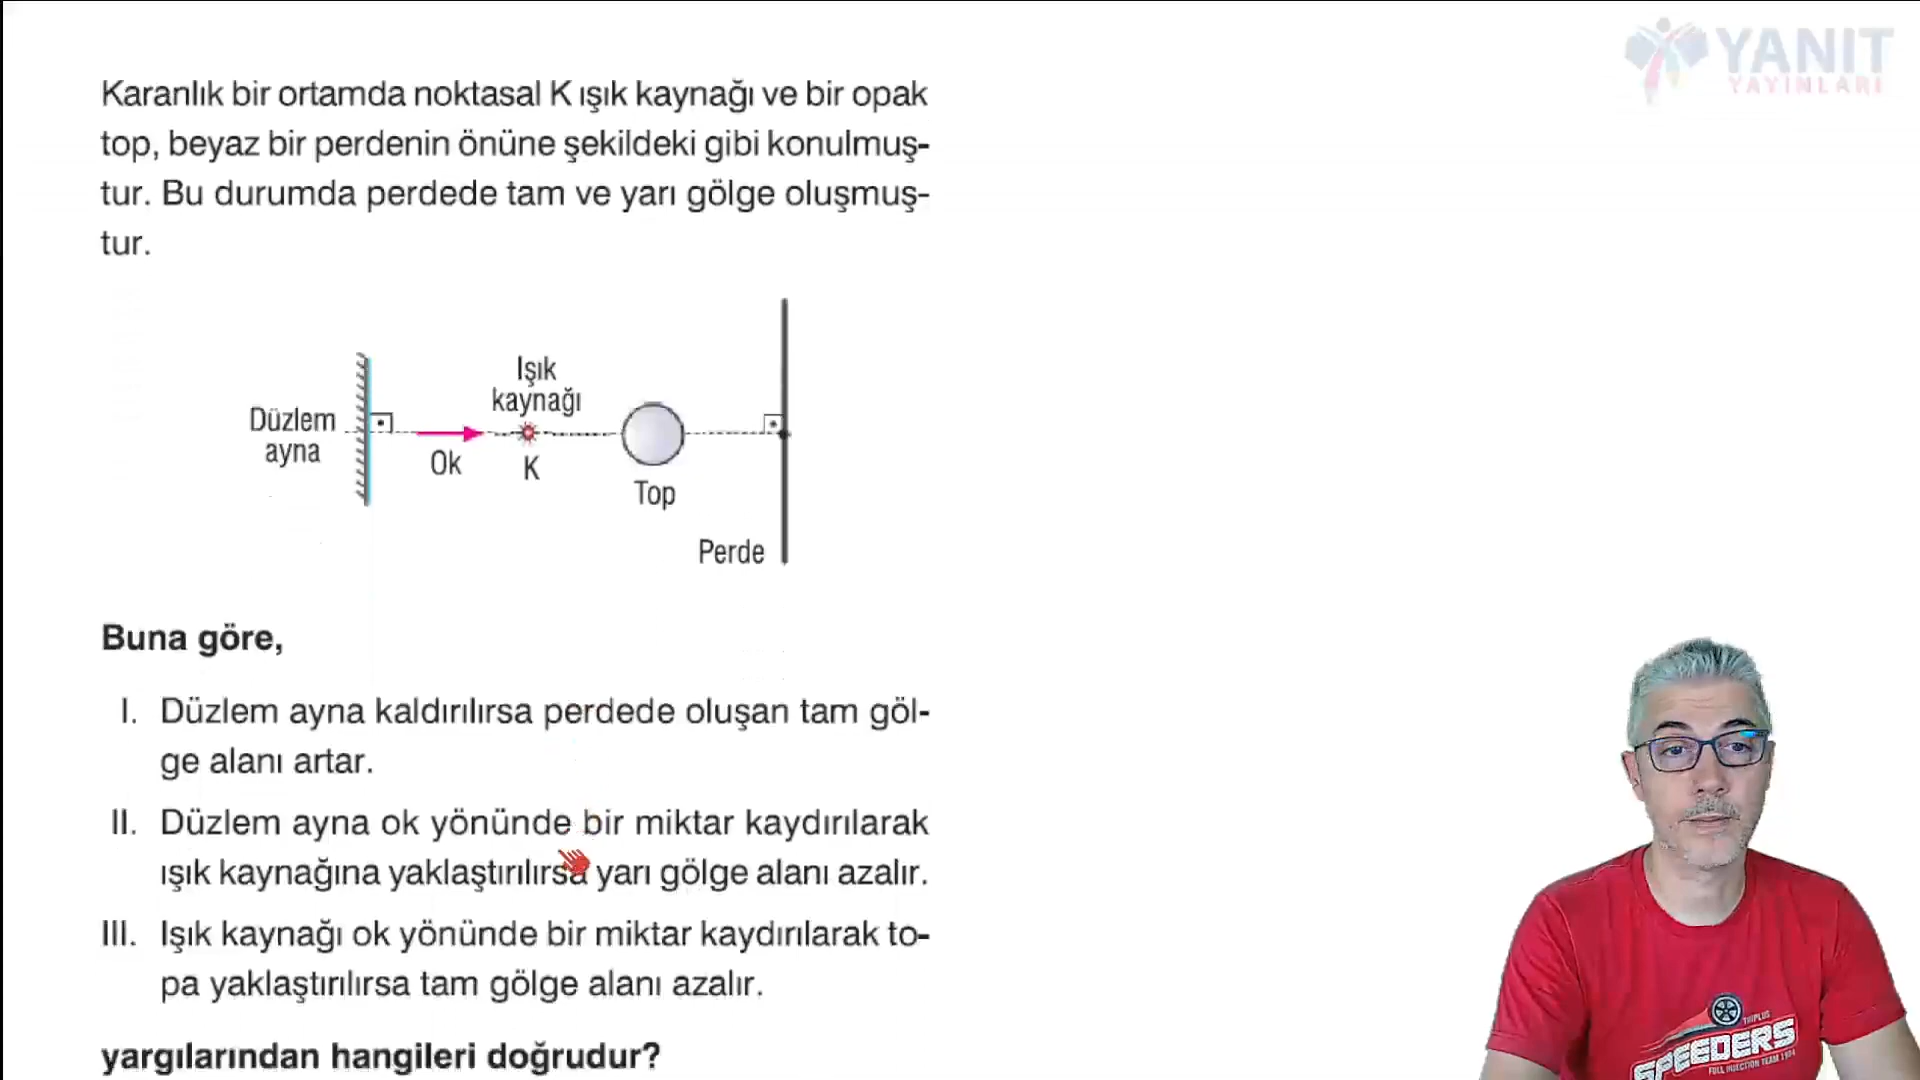 YANIT
YAYINLARI
Karanlık bir ortamda noktasal K ışık kaynağı ve bir opak
top, beyaz bir perdenin önüne şekildeki gibi konulmuş-
tur. Bu durumda perdede tam ve yarı gölge oluşmuş-
tur.
Işık
kaynağı
Düzlem
ayna
Ok
K
Top
Perde
Buna göre,
I. Düzlem ayna kaldırılırsa perdede oluşan tam göl-
ge alanı artar.
II. Düzlem ayna ok yönünde bir miktar kaydırılarak
ışık kaynağına yaklaştırılırsa yarı gölge alanı azalır.
III. Işık kaynağı ok yönünde bir miktar kaydırılarak to-
pa yaklaştırılırsa tam gölge alanı azalır.
yargılarından hangileri doğrudur?
SPEEDERS